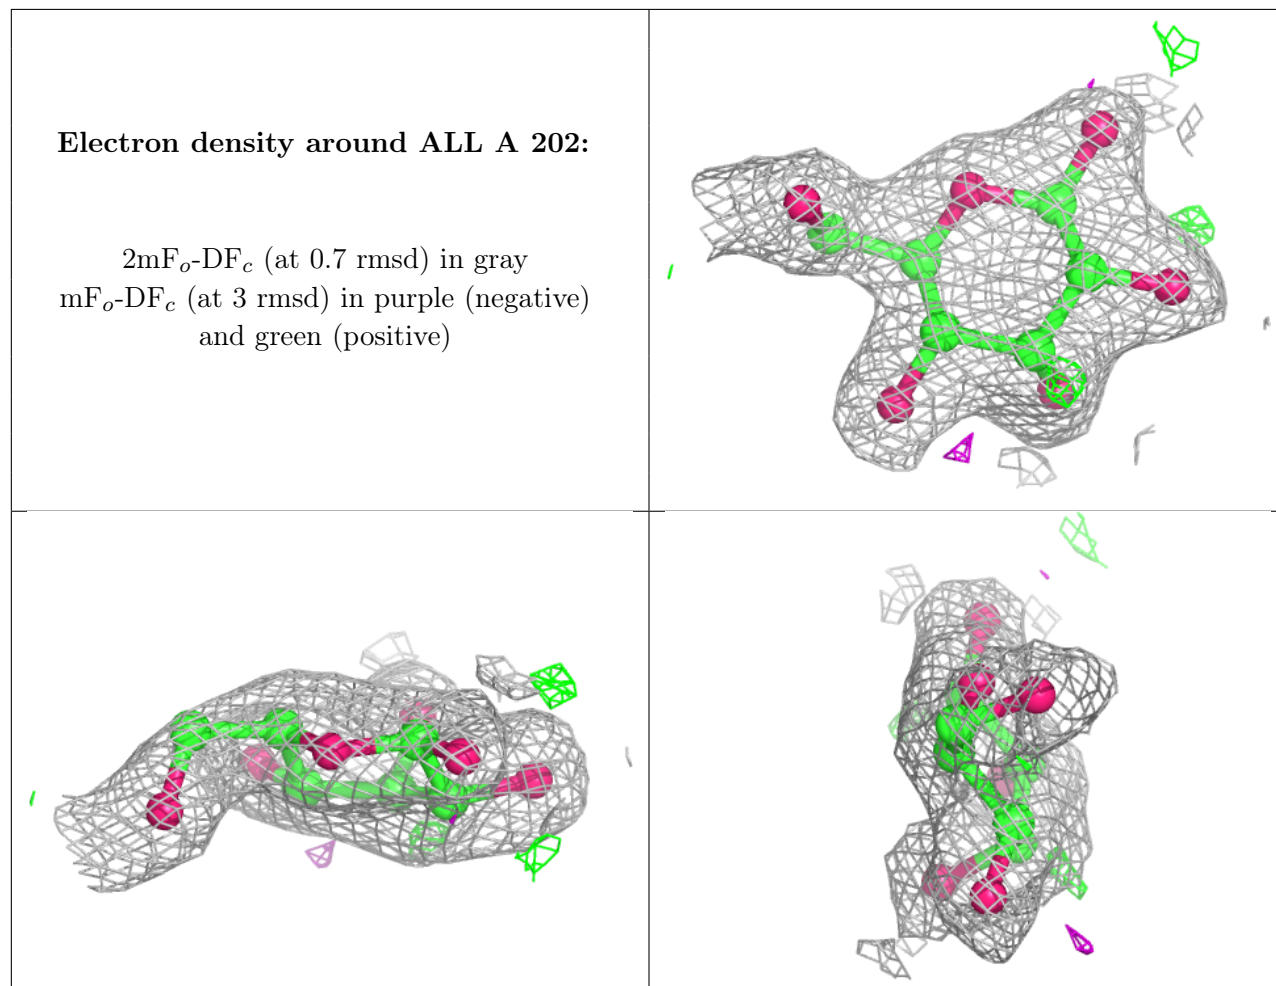 Electron density around ALL A 202:
2mFo-DFc (at 0.7 rmsd) in gray
mFo-DFc (at 3 rmsd) in purple (negative)
and green (positive)